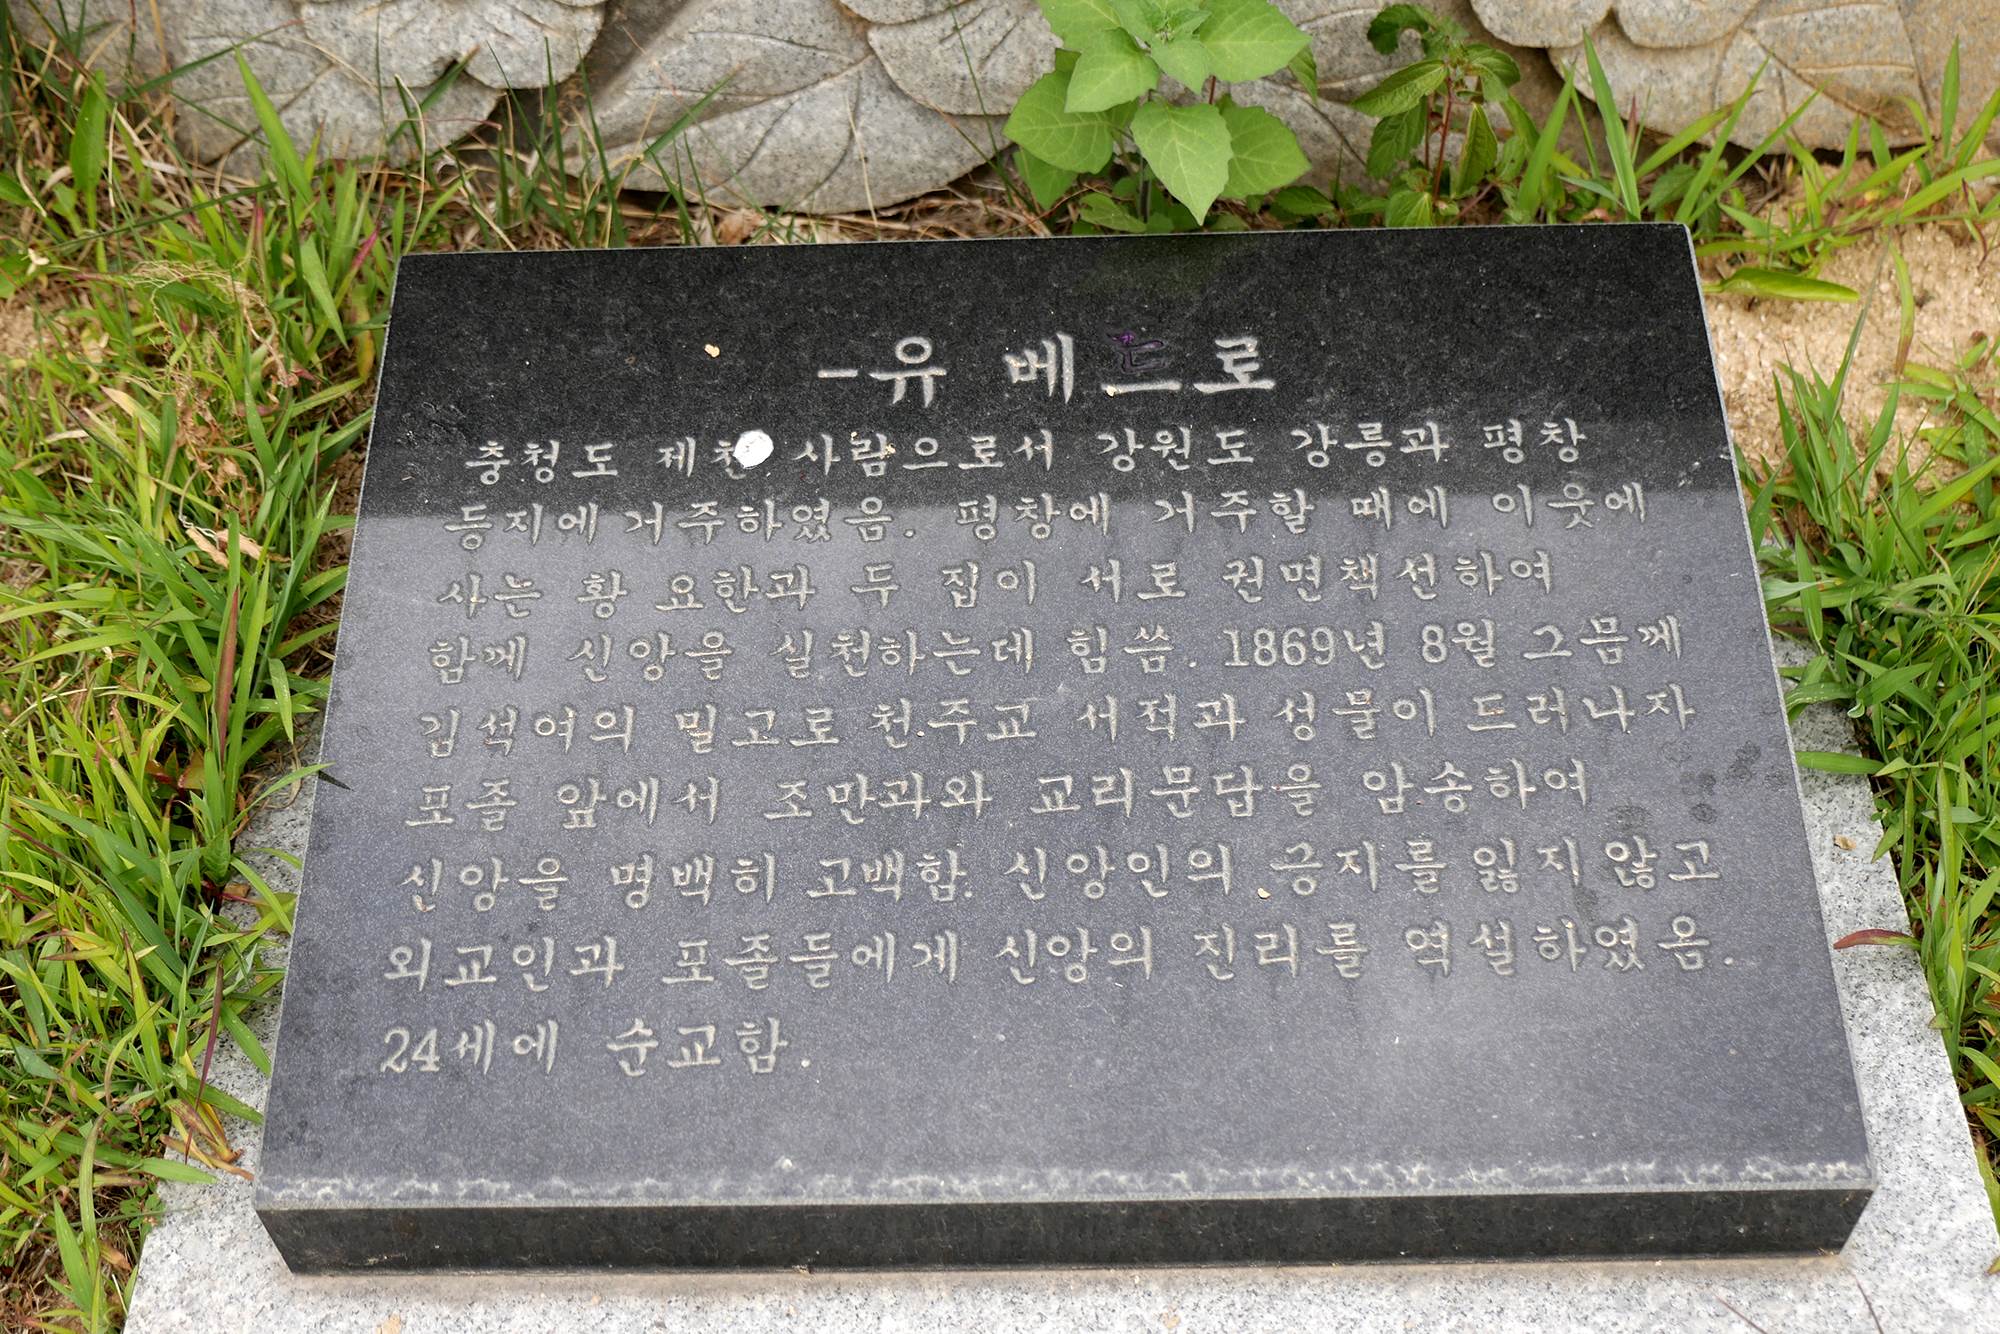 -유 베드로
충청도 제천 사람으로서 강원도 강릉과 평창
등지에 거주하였음. 평창에 거주할 때에 이웃에
사는 황 요한과 두 집이 서로 권면책선하여
함께 신앙을 실천하는데 힘씀. 1869년 8월 그믐께
김석여의 밀고로 천주교 서적과 성물이 드러나자
포졸 앞에서 조만과와 교리문답을 암송하여
신앙을 명백히 고백함. 신앙인의 긍지를 잃지 않고
외교인과 포졸들에게 신앙의 진리를 역설하였음.
24세에 순교함.